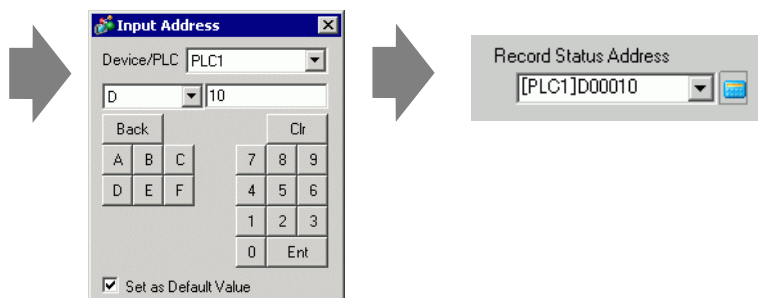 Input Address
Device/PLC PLC1
D 10
Back Clr
A B C 7 8 9
D E F 4 5 6
1 2 3
0 Ent
Set as Default Value
Record Status Address
[PLC1]D00010